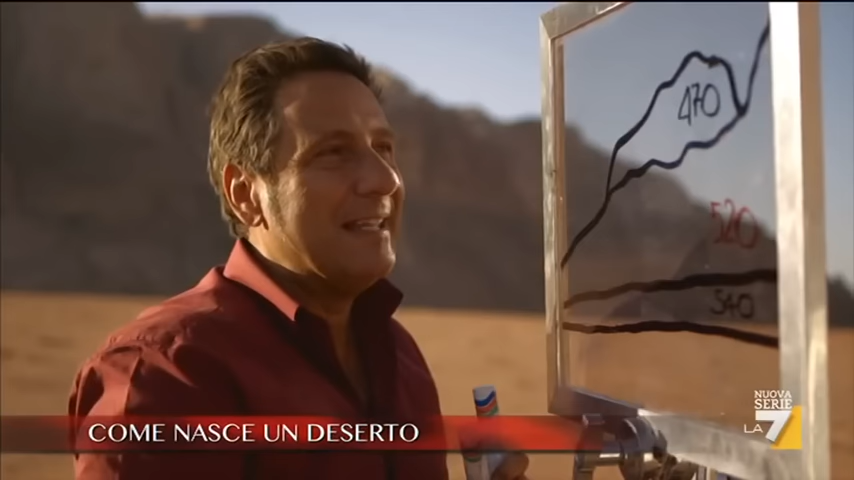 470
520
540
NUOVA
SERIE
LA7
COME NASCE UN DESERTO